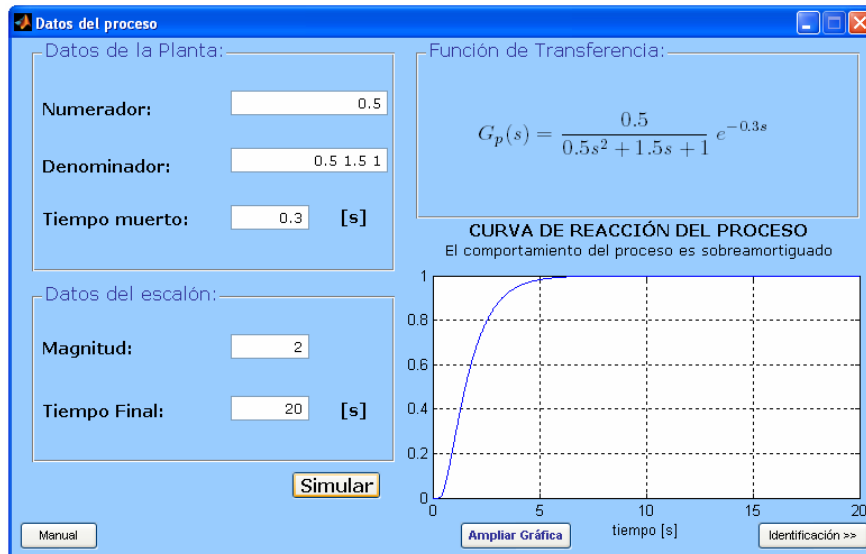 Datos del proceso
Datos de la Planta:
Numerador: 0.5
Denominador: 0.5 1.5 1
Tiempo muerto: 0.3 [s]
Datos del escalón:
Magnitud: 2
Tiempo Final: 20 [s]
Simular
Manual
Función de Transferencia:
G_p(s) = 0.5 / (0.5s^2 + 1.5s + 1) e^{-0.3s}
CURVA DE REACCIÓN DEL PROCESO
El comportamiento del proceso es sobreamortiguado
1
0.8
0.6
0.4
0.2
0
0 5 10 15 20
tiempo [s]
Ampliar Gráfica
Identificación >>